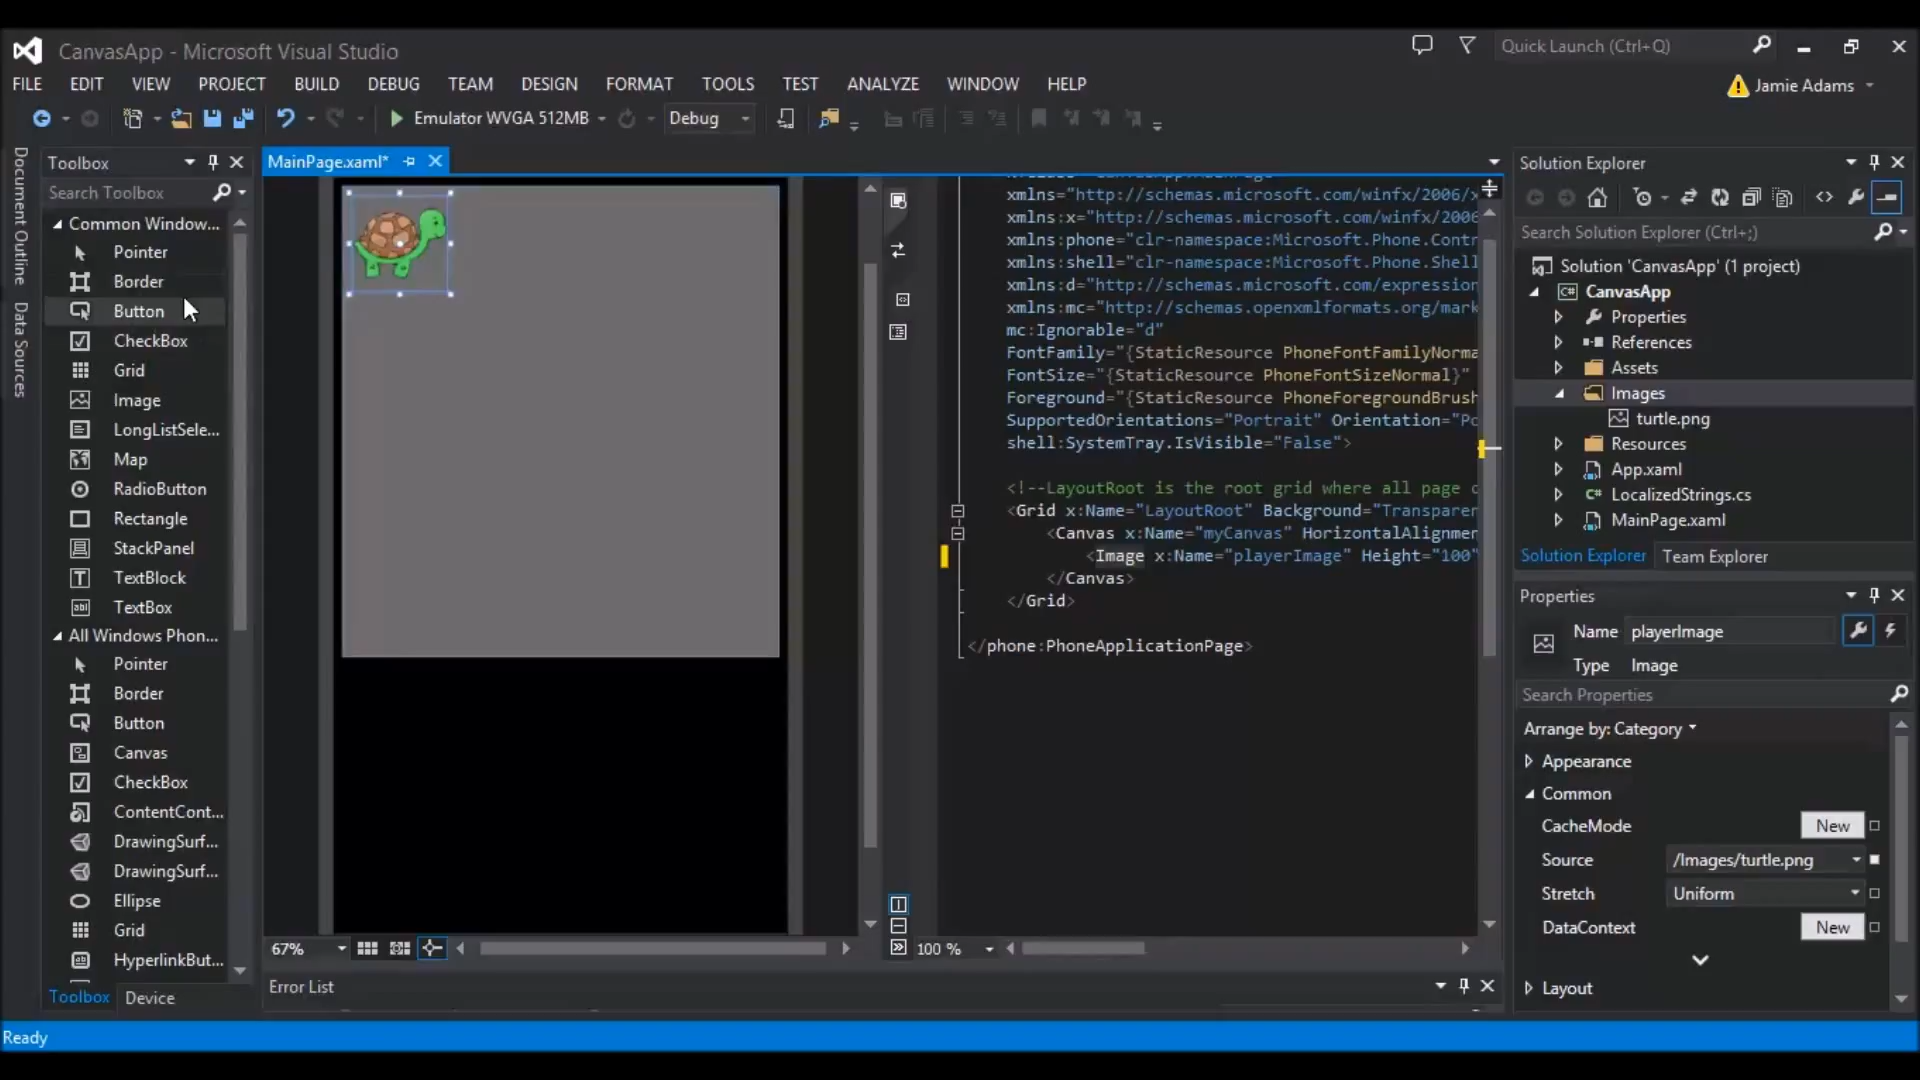 CanvasApp - Microsoft Visual Studio
Quick Launch (Ctrl+Q)
FILE EDIT VIEW PROJECT BUILD DEBUG TEAM DESIGN FORMAT TOOLS TEST ANALYZE WINDOW HELP
Jamie Adams
Emulator WVGA 512MB
Debug
Document Outline
Data Sources
Toolbox
Search Toolbox
Common Window...
Pointer
Border
Button
CheckBox
Grid
Image
LongListSele...
Map
RadioButton
Rectangle
StackPanel
TextBlock
TextBox
All Windows Phon...
Pointer
Border
Button
Canvas
CheckBox
ContentCont...
DrawingSurf...
DrawingSurf...
Ellipse
Grid
HyperlinkBut...
Toolbox Device
MainPage.xaml*
67%
xmlns="http://schemas.microsoft.com/winfx/2006/x
xmlns:x="http://schemas.microsoft.com/winfx/2006
xmlns:phone="clr-namespace:Microsoft.Phone.Contr
xmlns:shell="clr-namespace:Microsoft.Phone.Shell
xmlns:d="http://schemas.microsoft.com/expression
xmlns:mc="http://schemas.openxmlformats.org/mark
mc:Ignorable="d"
FontFamily="{StaticResource PhoneFontFamilyNorma
FontSize="{StaticResource PhoneFontSizeNormal}"
Foreground="{StaticResource PhoneForegroundBrush
SupportedOrientations="Portrait" Orientation="Po
shell:SystemTray.IsVisible="False">
<!--LayoutRoot is the root grid where all page c
<Grid x:Name="LayoutRoot" Background="Transparen
<Canvas x:Name="myCanvas" HorizontalAlignmen
<Image x:Name="playerImage" Height="100"
</Canvas>
</Grid>
</phone:PhoneApplicationPage>
100 %
Error List
Solution Explorer
Search Solution Explorer (Ctrl+;)
Solution 'CanvasApp' (1 project)
CanvasApp
Properties
References
Assets
Images
turtle.png
Resources
App.xaml
LocalizedStrings.cs
MainPage.xaml
Solution Explorer Team Explorer
Properties
Name playerImage
Type Image
Search Properties
Arrange by: Category
Appearance
Common
CacheMode New
Source /Images/turtle.png
Stretch Uniform
DataContext New
Layout
Ready